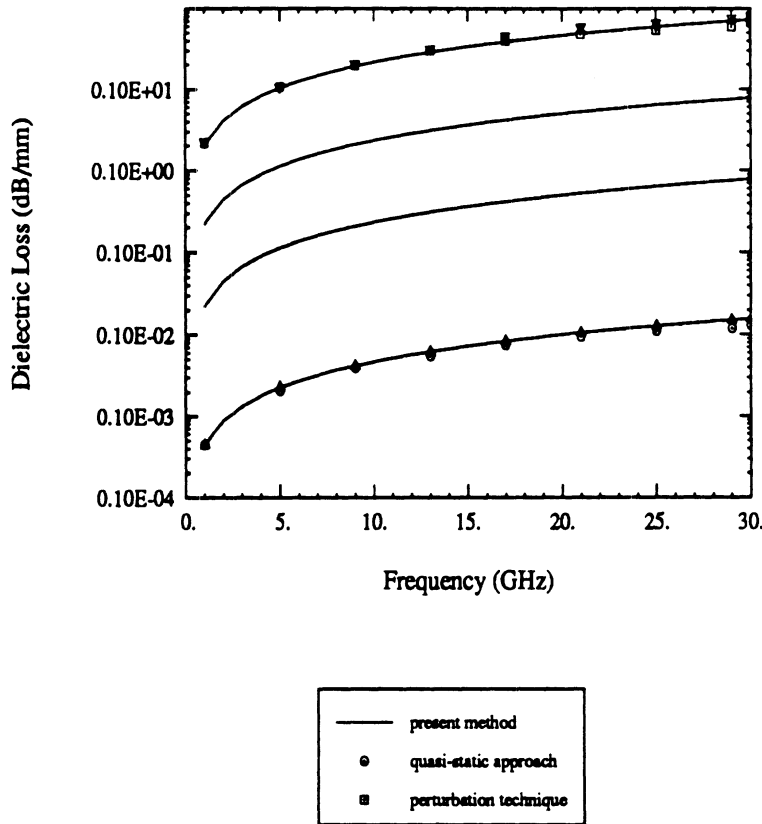 Dielectric Loss (dB/mm)
0.10E+01
0.10E+00
0.10E-01
0.10E-02
0.10E-03
0.10E-04
0. 5. 10. 15. 20. 25. 30.
Frequency (GHz)
present method
quasi-static approach
perturbation technique